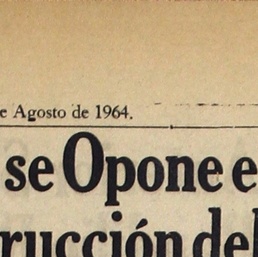 e Agosto de 1964.
se Opone e
rucción del